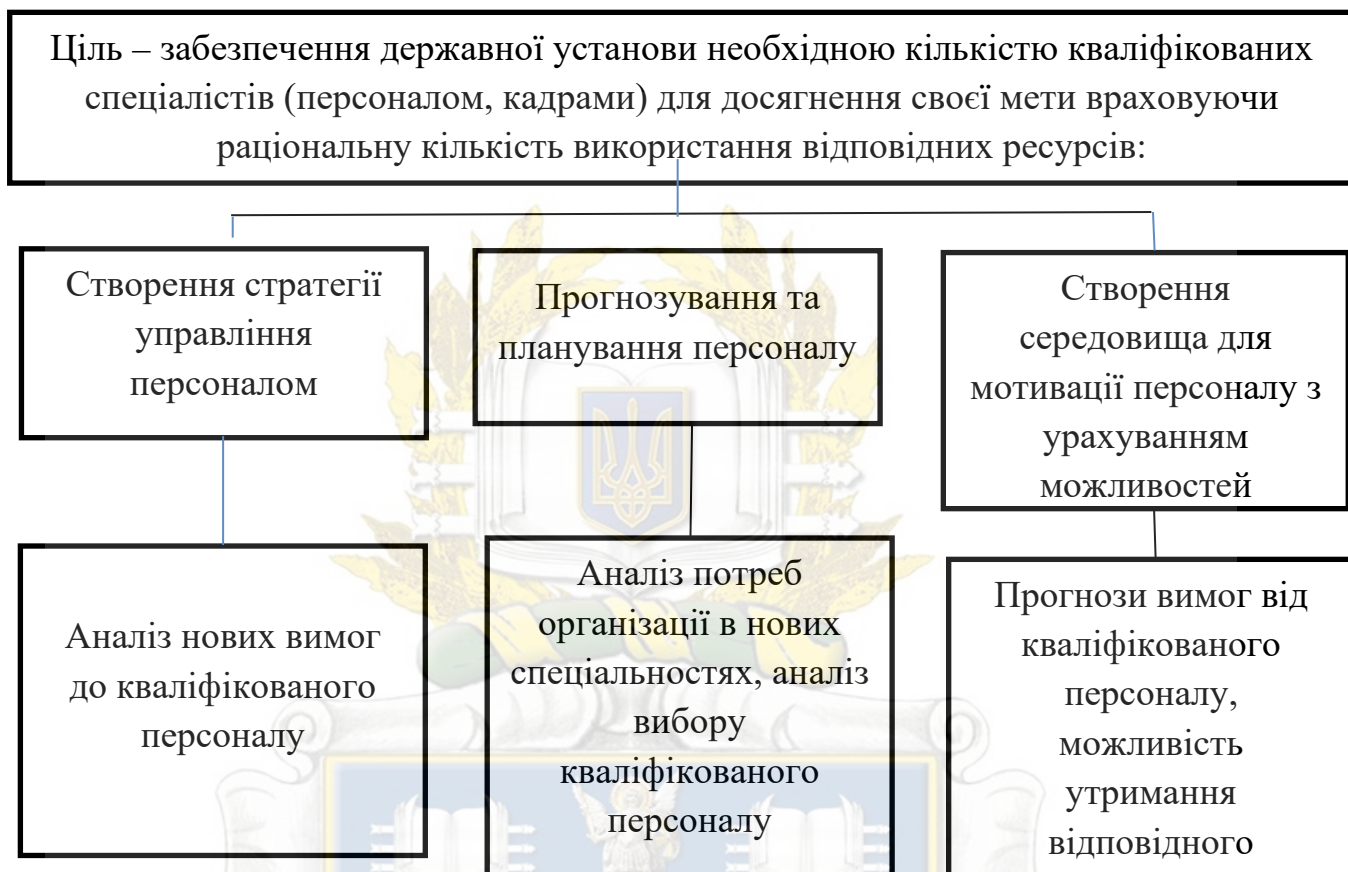 Ціль – забезпечення державної установи необхідною кількістю кваліфікованих
спеціалістів (персоналом, кадрами) для досягнення своєї мети враховуючи
раціональну кількість використання відповідних ресурсів:
Створення стратегії
управління
персоналом
Прогнозування та
планування персоналу
Створення
середовища для
мотивації персоналу з
урахуванням
можливостей
Аналіз нових вимог
до кваліфікованого
персоналу
Аналіз потреб
організації в нових
спеціальностях, аналіз
вибору
кваліфікованого
персоналу
Прогнози вимог від
кваліфікованого
персоналу,
можливість
утримання
відповідного